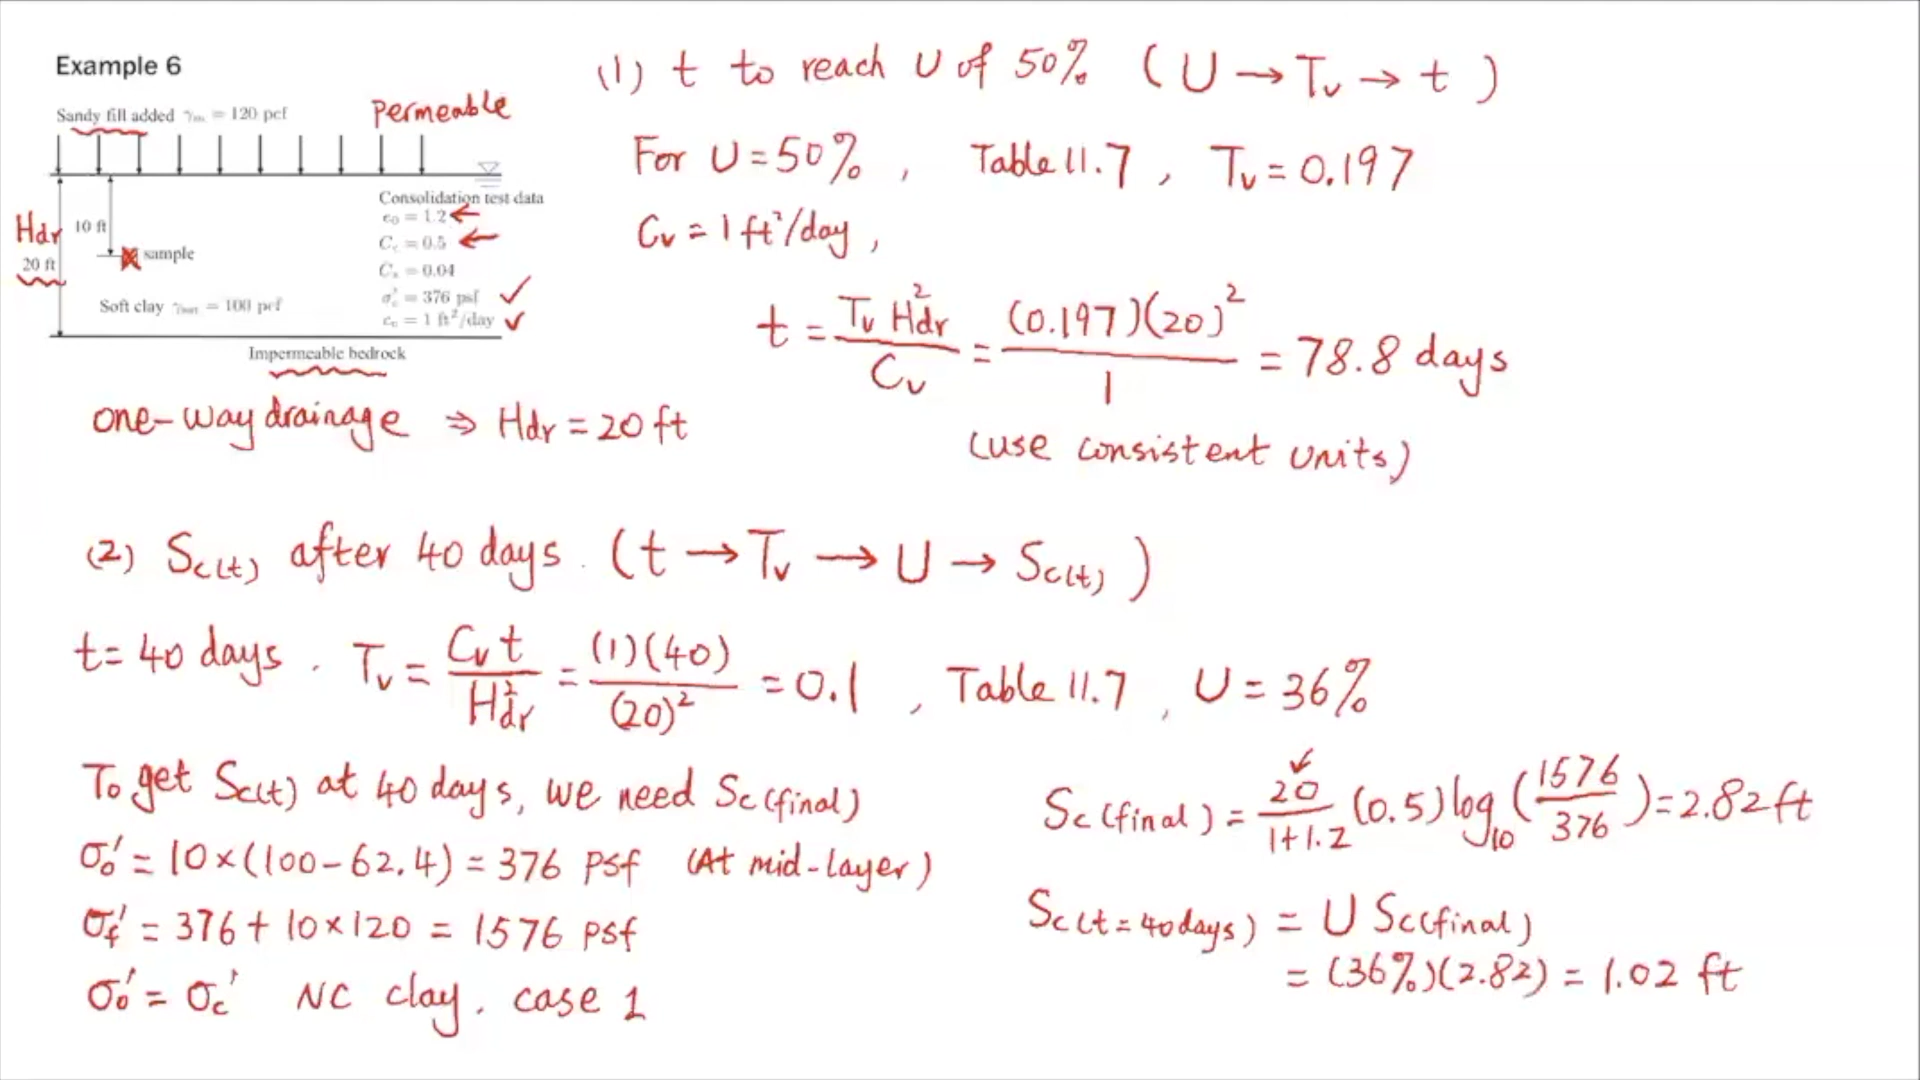 Example 6
Sandy fill added γm = 120 pcf
permeable
Consolidation test data
e0 = 1.2 ←
Cc = 0.5 ←
Cs = 0.04
σ'c = 376 psf ✓
cv = 1 ft²/day ✓
Hdr
20 ft
10 ft
sample
Soft clay γsat = 100 pcf
Impermeable bedrock
one-way drainage ⇒ Hdr = 20 ft
(1) t to reach U of 50% (U → Tv → t)
For U = 50%, Table 11.7, Tv = 0.197
Cv = 1 ft²/day,
t = Tv Hdr² / Cv = (0.197)(20)² / 1 = 78.8 days
(use consistent units)
(2) Sc(t) after 40 days. (t → Tv → U → Sc(t))
t = 40 days. Tv = Cv t / Hdr² = (1)(40) / (20)² = 0.1, Table 11.7, U = 36%
To get Sc(t) at 40 days, we need Sc(final)
σo' = 10×(100-62.4) = 376 psf (At mid-layer)
σf' = 376 + 10×120 = 1576 psf
σo' = σc' NC clay, case 1
Sc(final) = 20 / 1+1.2 (0.5) log10 (1576 / 376) = 2.82 ft
Sc(t=40days) = U Sc(final)
= (36%)(2.82) = 1.02 ft